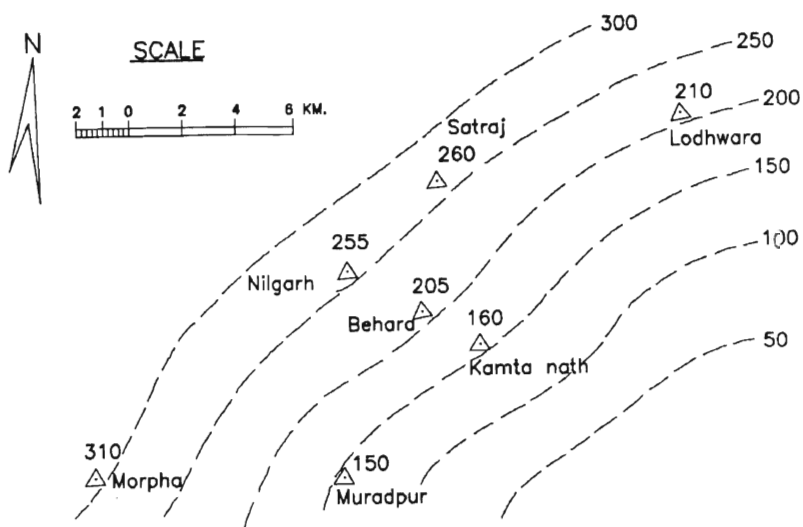 N
SCALE
2 1 0 2 4 6 KM.
300
250
210
200
Lodhwara
Satraj
260
150
255
Nilgarh
100
205
Behara
160
Kamta nath
50
310
Morpha
150
Muradpur